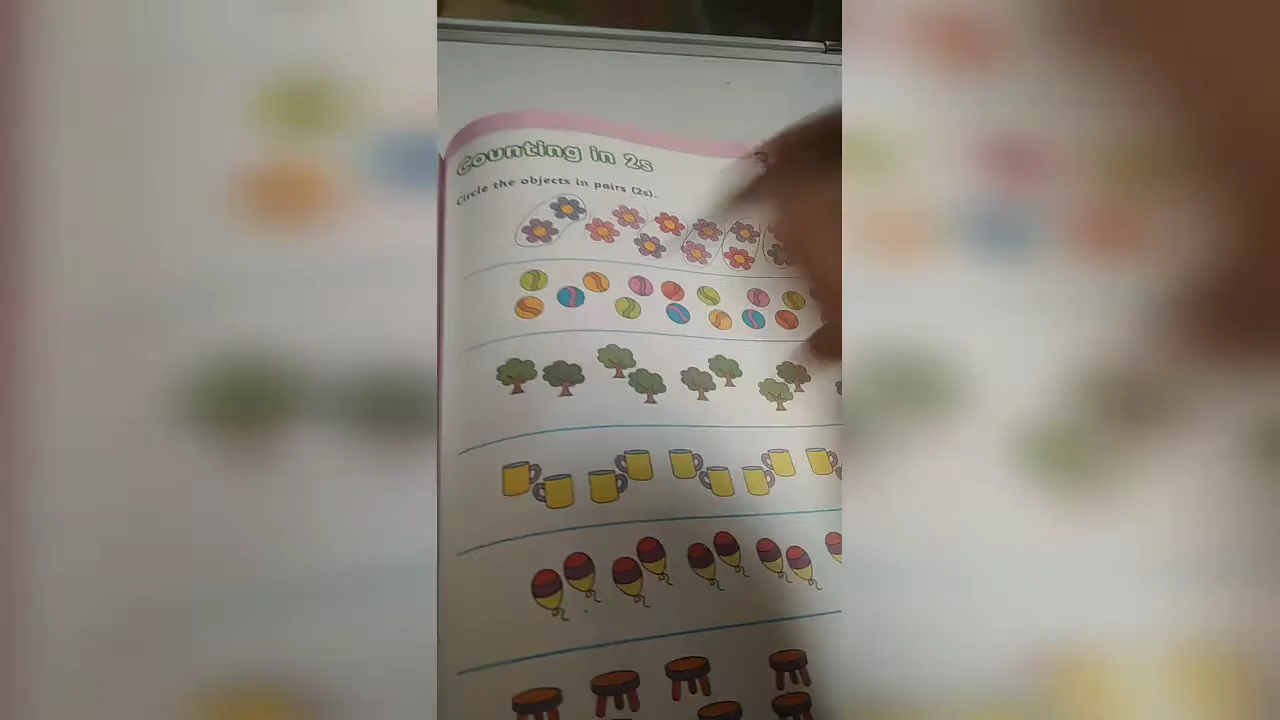 Counting in 2s
Circle the objects in pairs (2s).